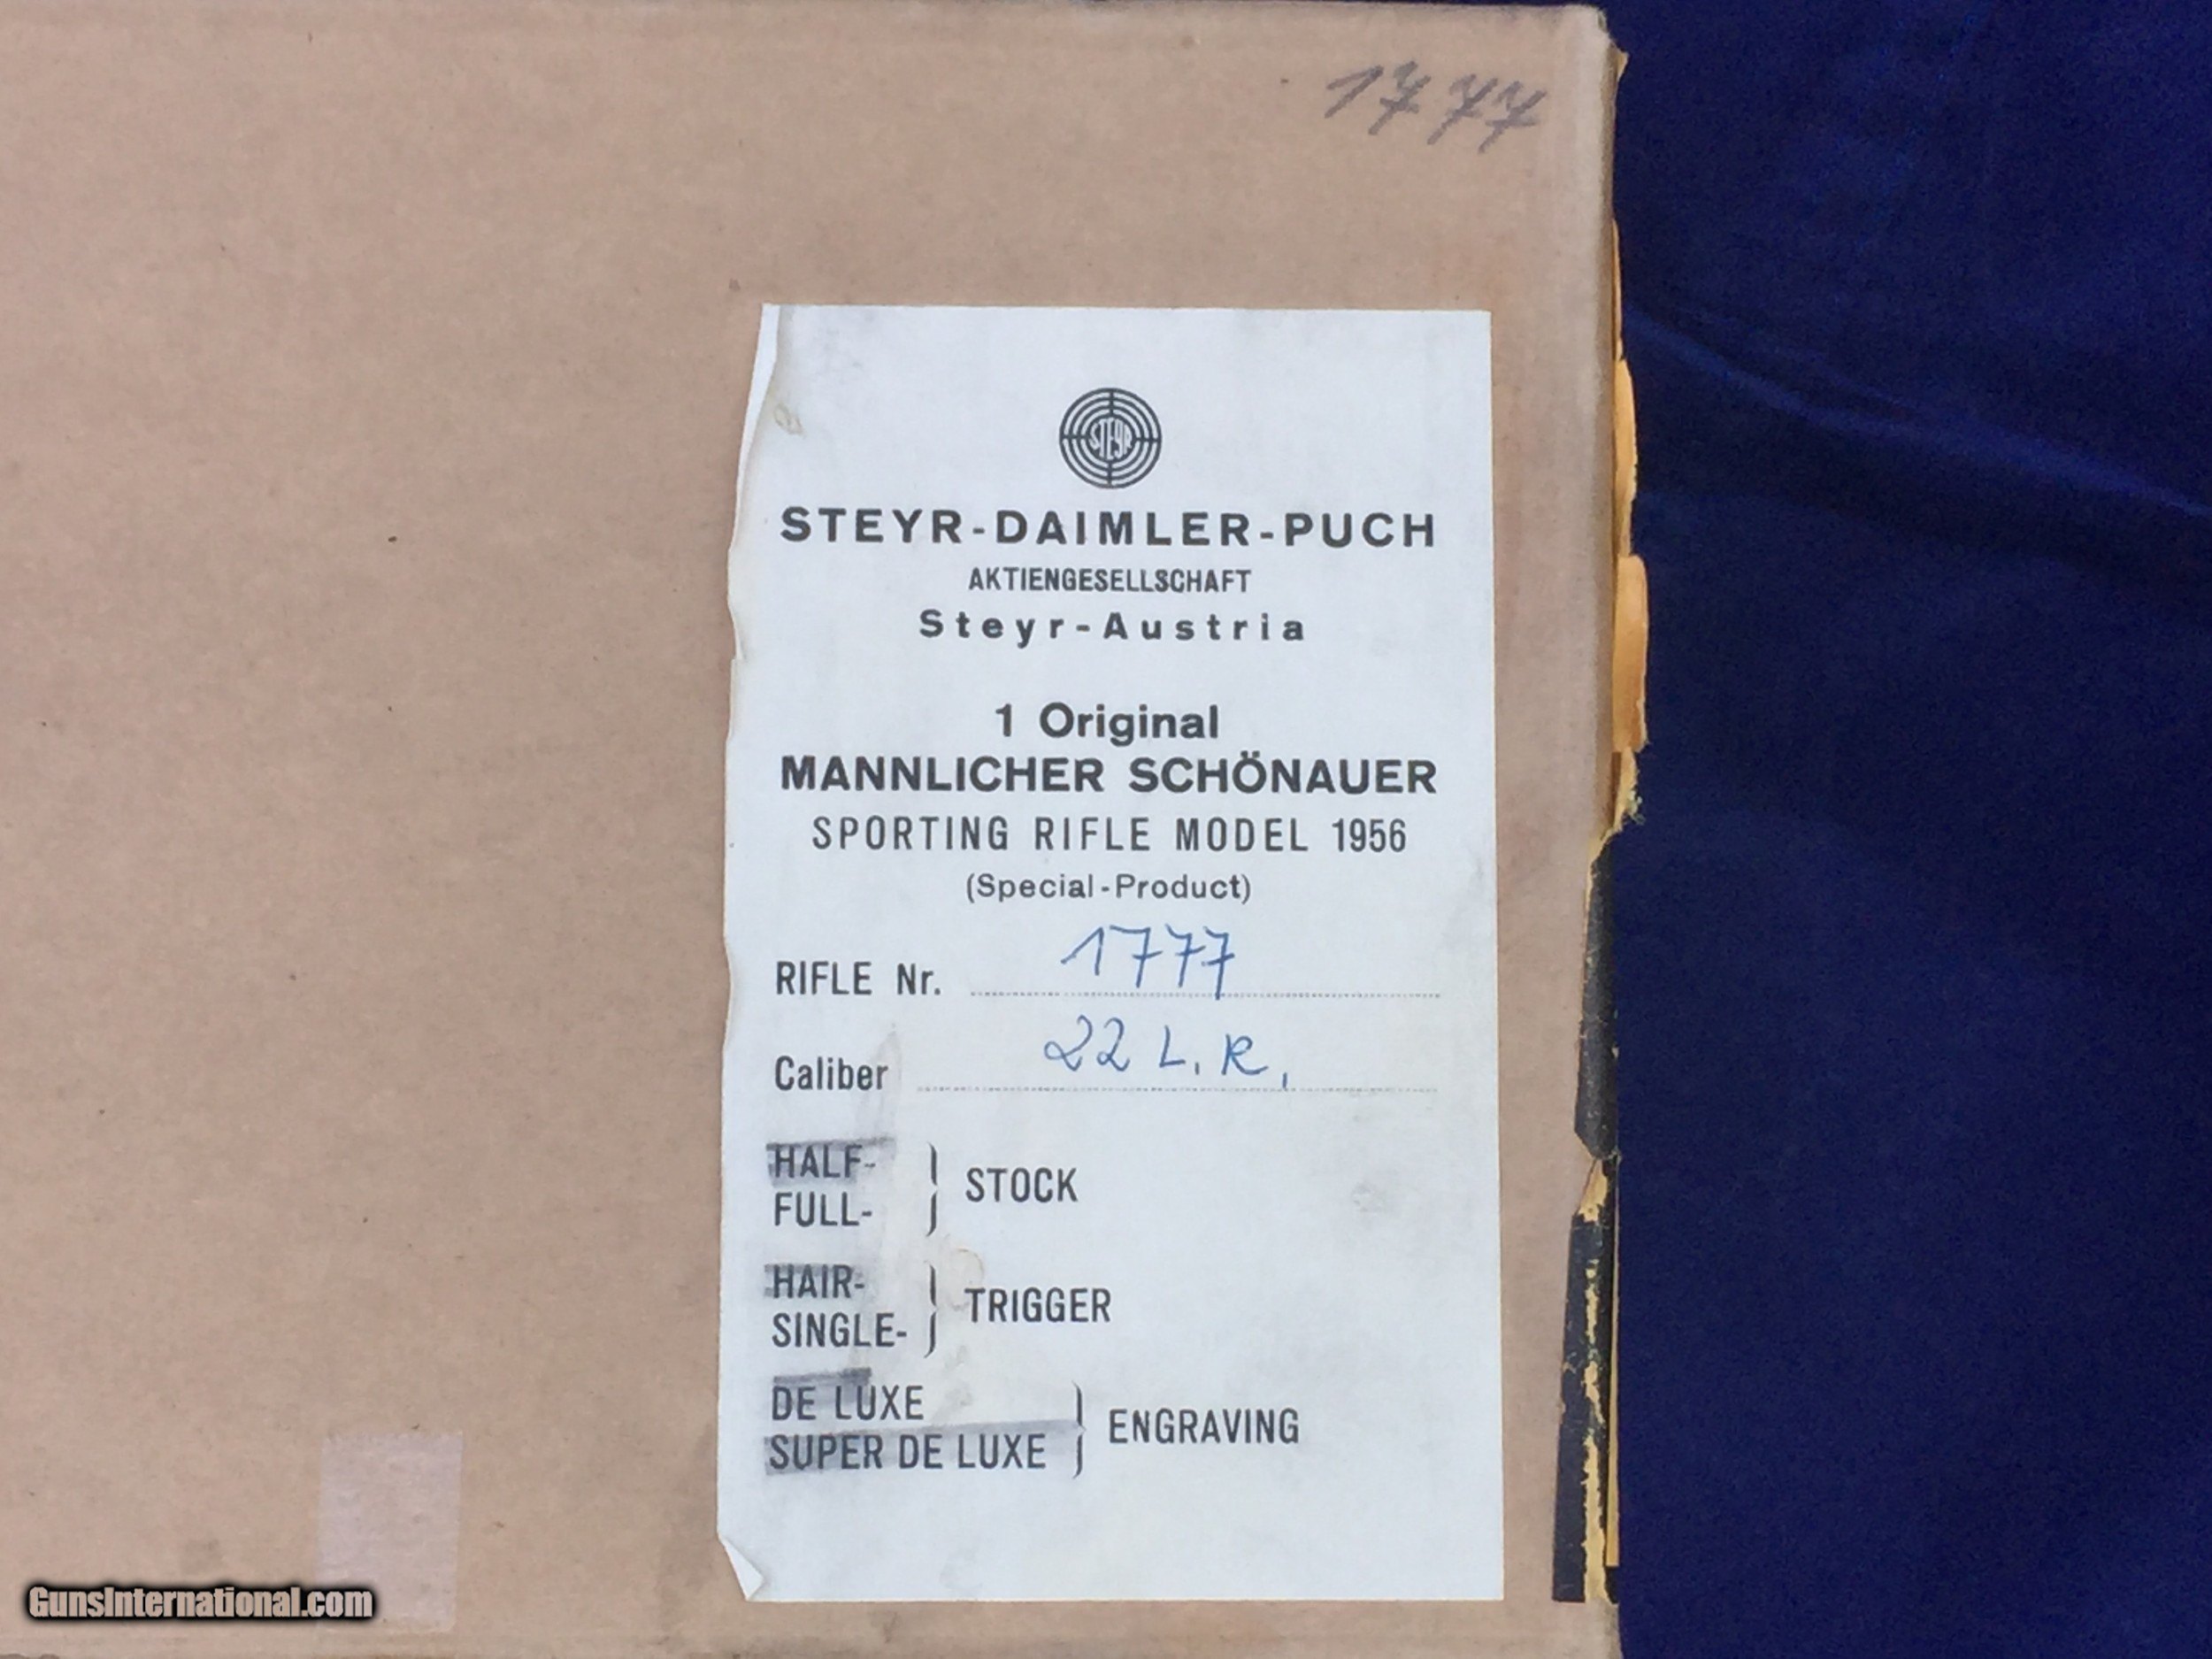 1777
STEYR
STEYR-DAIMLER-PUCH
AKTIENGESELLSCHAFT
Steyr-Austria
1 Original
MANNLICHER SCHÖNAUER
SPORTING RIFLE MODEL 1956
(Special-Product)
RIFLE Nr. 1777
Caliber 22 L.R.
HALF-
FULL- STOCK
HAIR-
SINGLE- TRIGGER
DE LUXE
SUPER DE LUXE ENGRAVING
GunsInternational.com